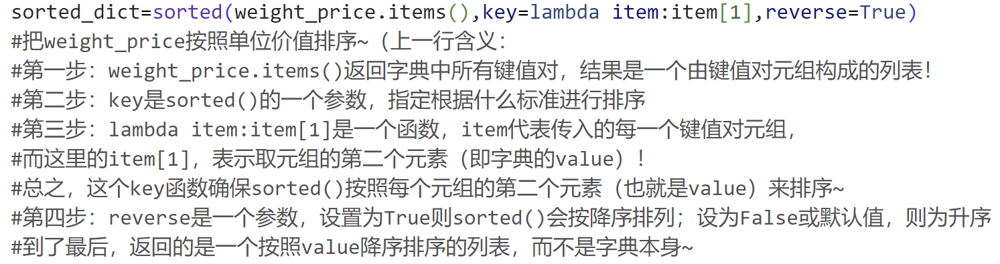 sorted_dict=sorted(weight_price.items(),key=lambda item:item[1],reverse=True)
#把weight_price按照单位价值排序~（上一行含义：
#第一步：weight_price.items()返回字典中所有键值对，结果是一个由键值对元组构成的列表！
#第二步：key是sorted()的一个参数，指定根据什么标准进行排序
#第三步：lambda item:item[1]是一个函数，item代表传入的每一个键值对元组，
#而这里的item[1]，表示取元组的第二个元素（即字典的value）！
#总之，这个key函数确保sorted()按照每个元组的第二个元素（也就是value）来排序~
#第四步：reverse是一个参数，设置为True则sorted()会按降序排列；设为False或默认值，则为升序
#到了最后，返回的是一个按照value降序排序的列表，而不是字典本身~